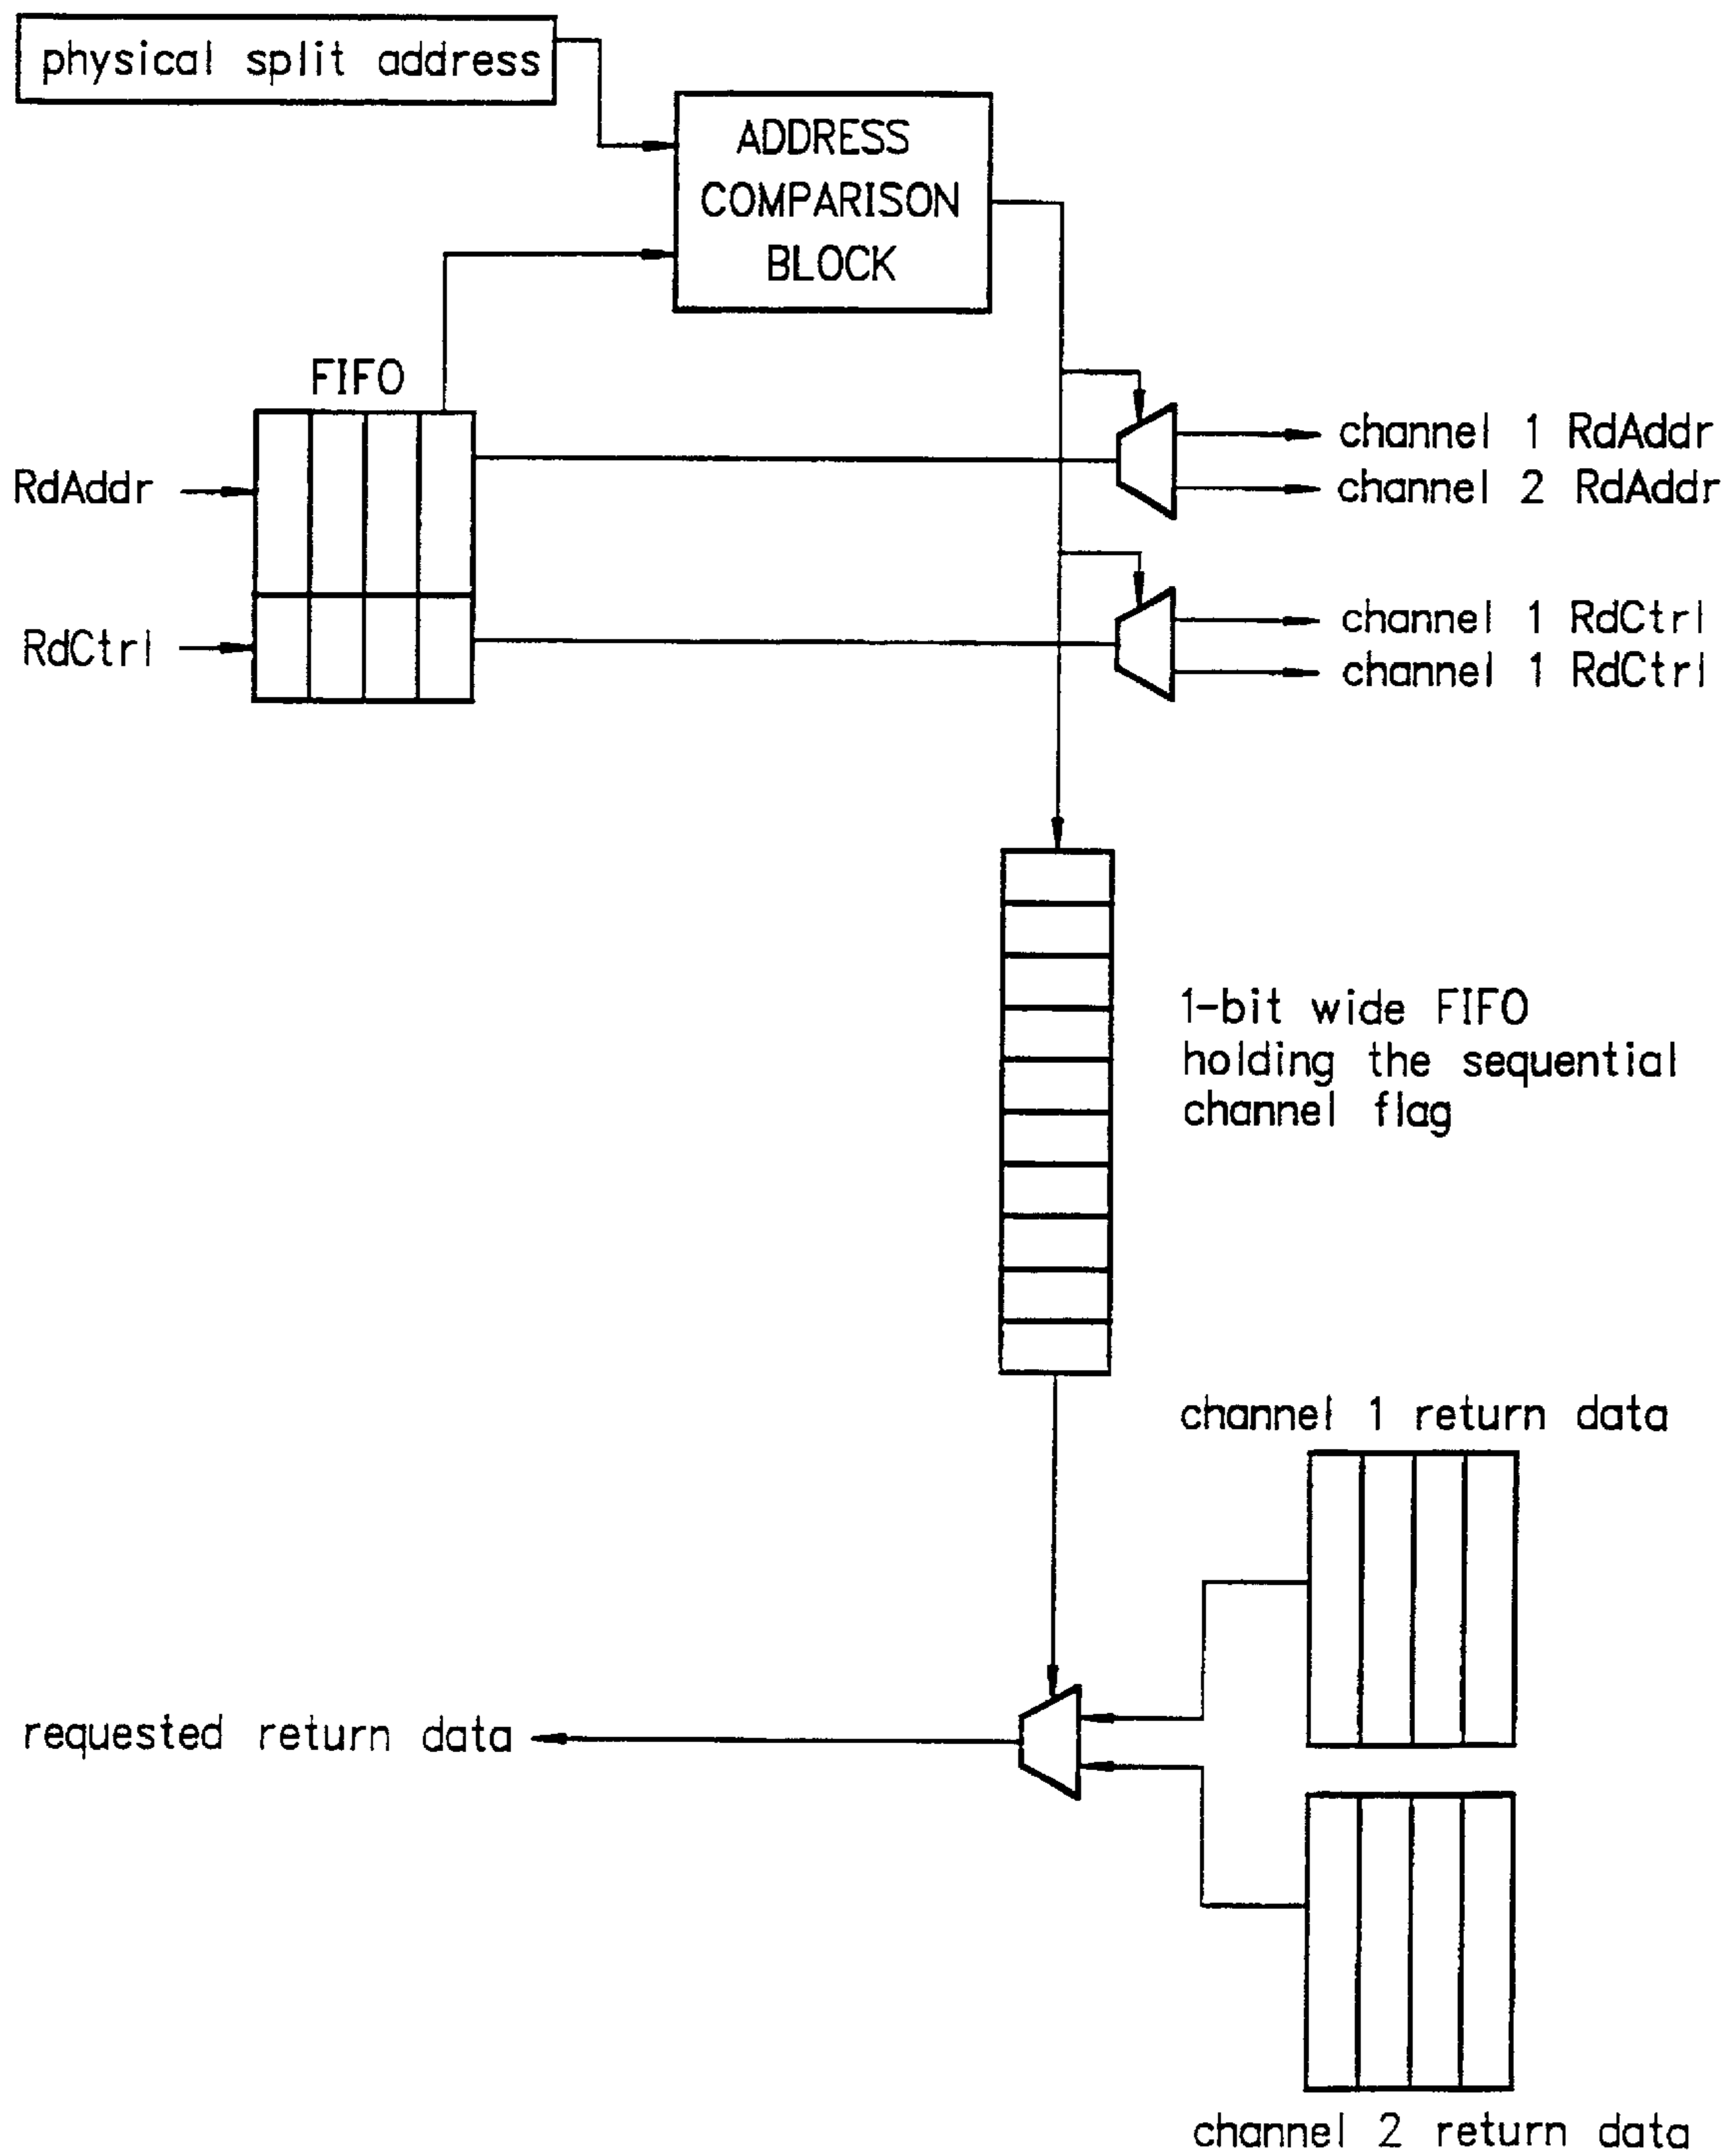 physical split address
ADDRESS
COMPARISON
BLOCK
FIFO
RdAddr
channel 1 RdAddr
channel 2 RdAddr
RdCtrl
channel 1 RdCtrl
channel 1 RdCtrl
1-bit wide FIFO
holding the sequential
channel flag
channel 1 return data
requested return data
channel 2 return data